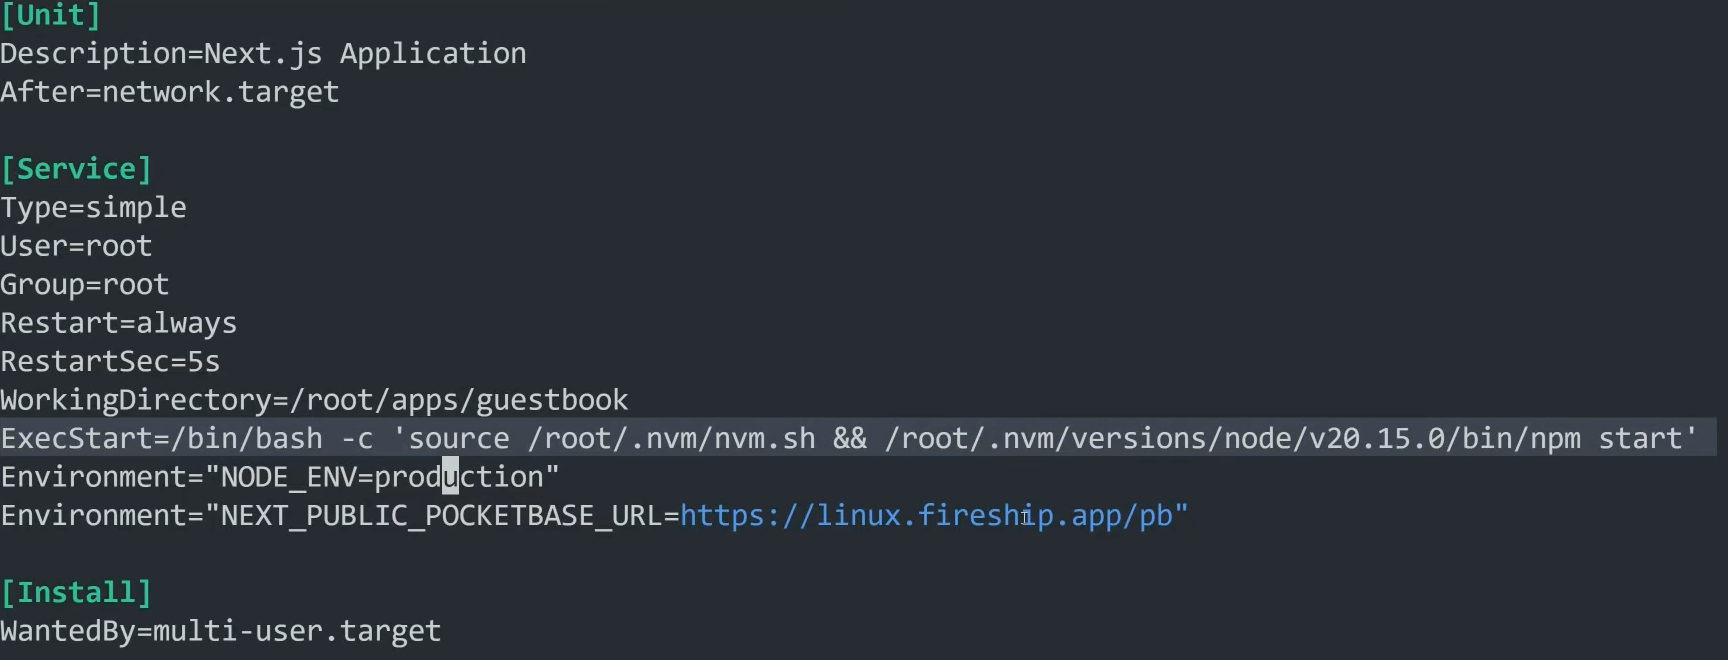 [Unit]
Description=Next.js Application
After=network.target
[Service]
Type=simple
User=root
Group=root
Restart=always
RestartSec=5s
WorkingDirectory=/root/apps/guestbook
ExecStart=/bin/bash -c 'source /root/.nvm/nvm.sh && /root/.nvm/versions/node/v20.15.0/bin/npm start'
Environment="NODE_ENV=production"
Environment="NEXT_PUBLIC_POCKETBASE_URL=https://linux.fireship.app/pb"
[Install]
WantedBy=multi-user.target